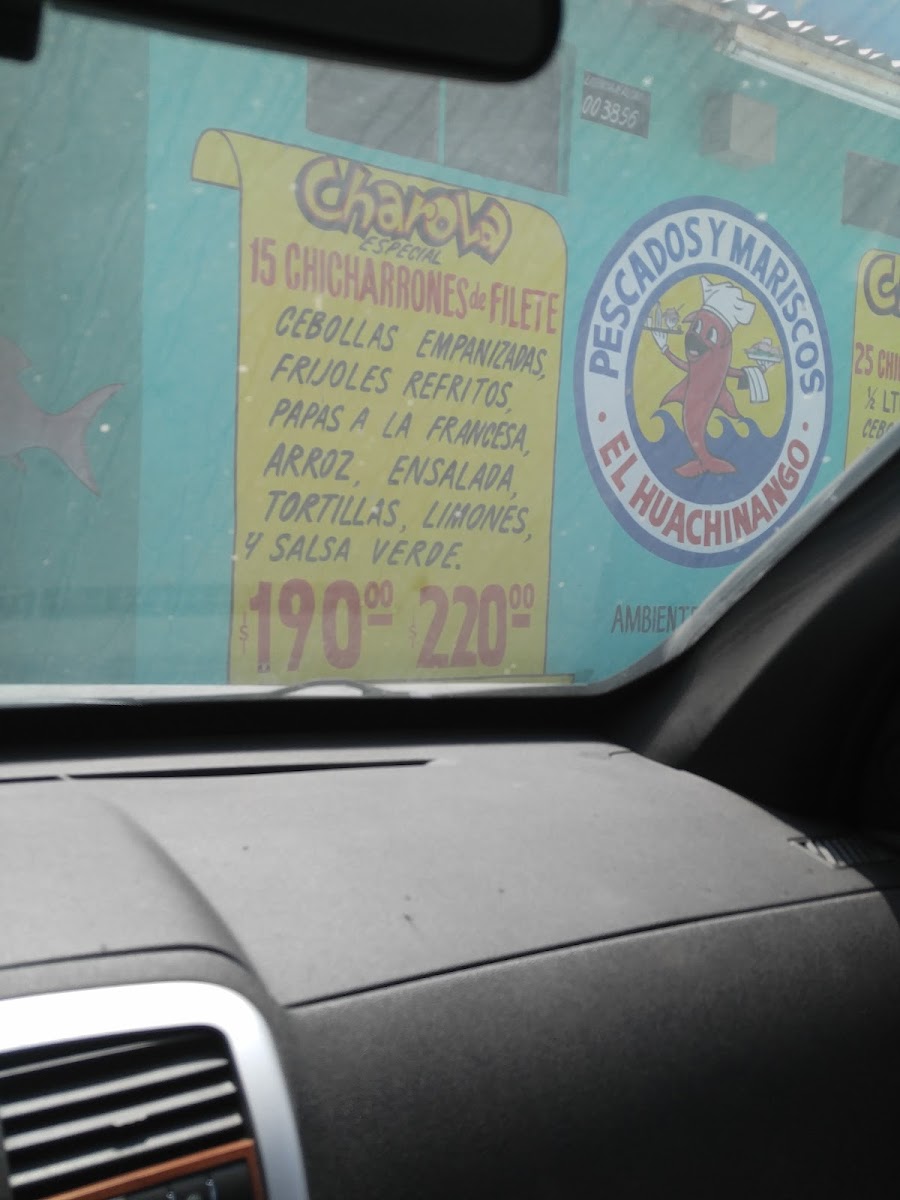 003856
Charola
ESPECIAL
15 CHICHARRONES de FILETE
CEBOLLAS EMPANIZADAS,
FRIJOLES REFRITOS,
PAPAS A LA FRANCESA,
ARROZ, ENSALADA,
TORTILLAS, LIMONES,
Y SALSA VERDE.
$190.00 $220.00
PESCADOS Y MARISCOS
• EL HUACHINANGO •
AMBIENT
25 CHI
½ LT
CEBO